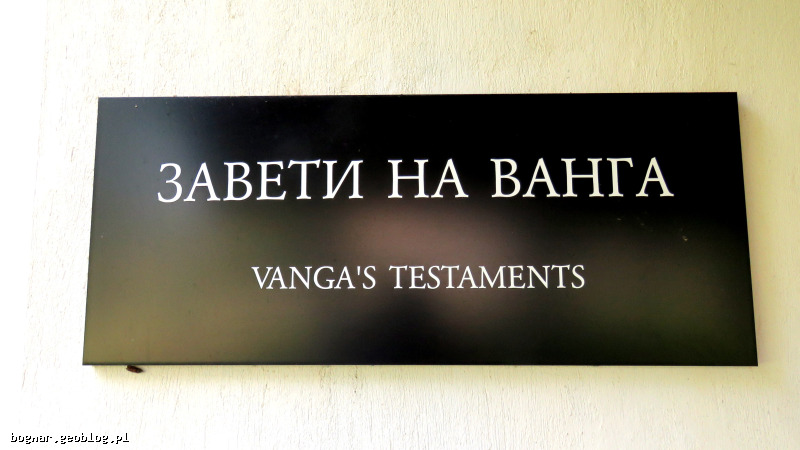 ЗАВЕТИ НА ВАНГА
VANGA'S TESTAMENTS
bognar.geoblog.pl